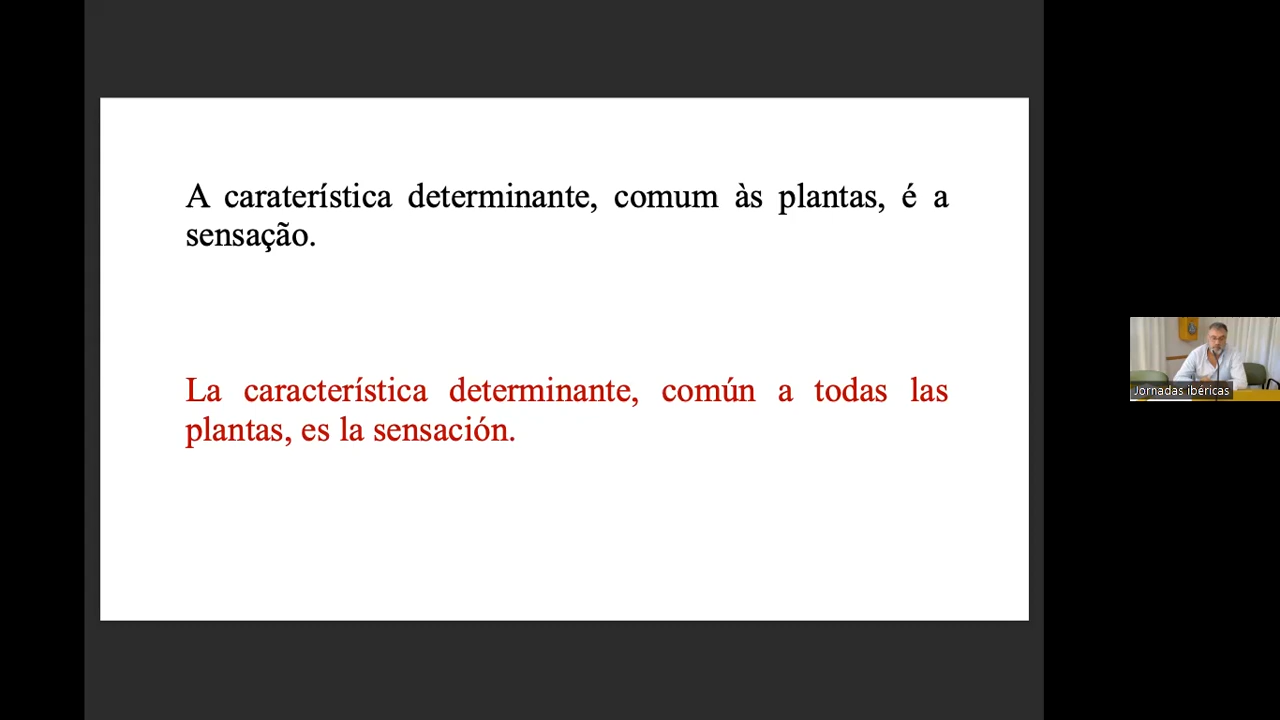 A caraterística determinante, comum às plantas, é a
sensação.
La característica determinante, común a todas las
plantas, es la sensación.
Jornadas ibéricas